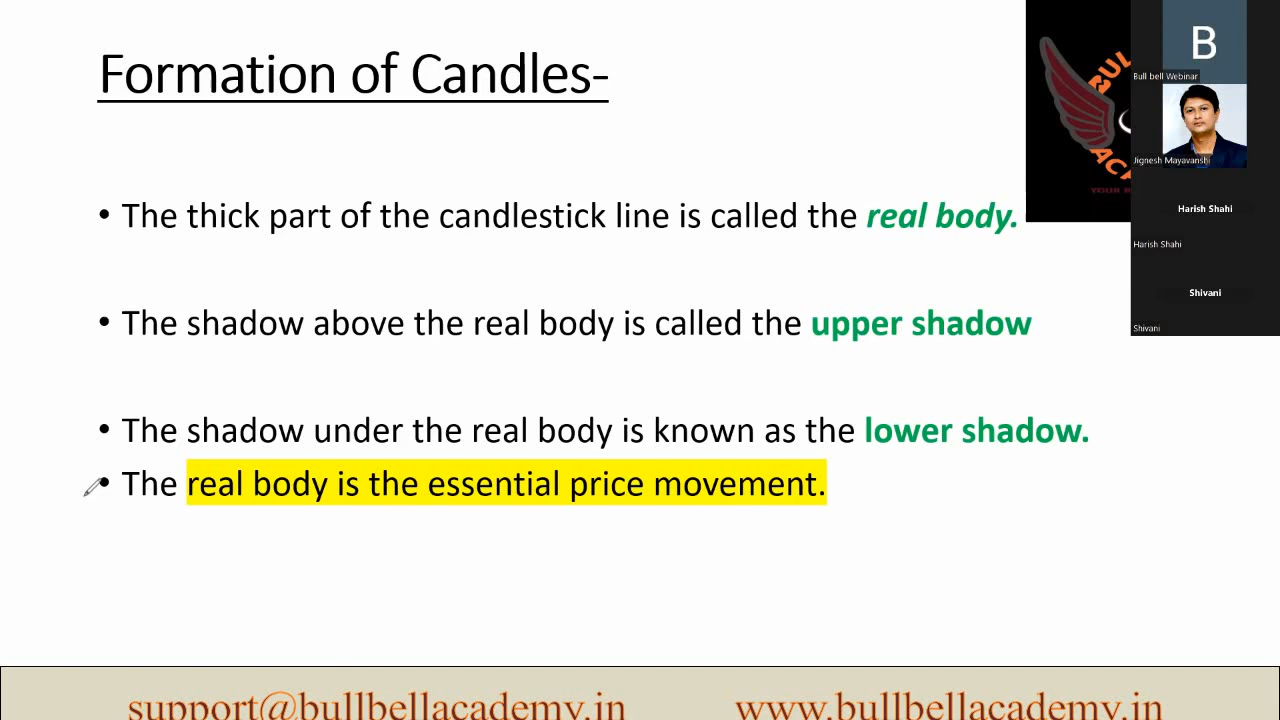 Formation of Candles-
• The thick part of the candlestick line is called the real body.
• The shadow above the real body is called the upper shadow
• The shadow under the real body is known as the lower shadow.
• The real body is the essential price movement.
support@bullbellacademy.in
www.bullbellacademy.in
BUL
ACA
YOUR
B
Bull bell Webinar
Jignesh Mayavanshi
Harish Shahi
Harish Shahi
Shivani
Shivani